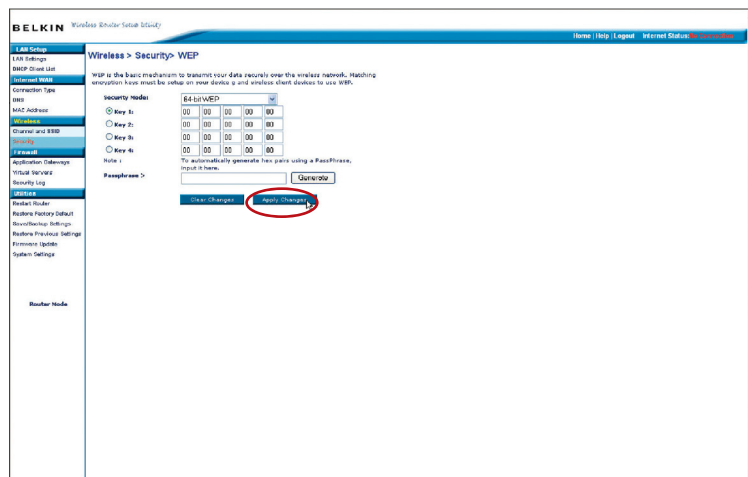 BELKIN Wireless Router Setup Utility
Home | Help | Logout Internet Status:
LAN Setup
LAN Settings
DHCP Client List
Internet WAN
Connection Type
DNS
MAC Address
Wireless
Channel and SSID
Security
Firewall
Application Gateways
Virtual Servers
Security Log
Utilities
Restart Router
Restore Factory Default
Save/Backup Settings
Restore Previous Settings
Firmware Update
System Settings
Router Mode
Wireless > Security> WEP
WEP is the basic mechanism to transmit your data securely over the wireless network. Matching
encryption keys must be setup on your device s and wireless client devices to use WEP.
Security Mode: 64-bit WEP
Key 1: 00 00 00 00 00
Key 2: 00 00 00 00 00
Key 3: 00 00 00 00 00
Key 4: 00 00 00 00 00
Note : To automatically generate hex pairs using a PassPhrase,
input it here.
Passphrase > Generate
Clear Changes Apply Changes